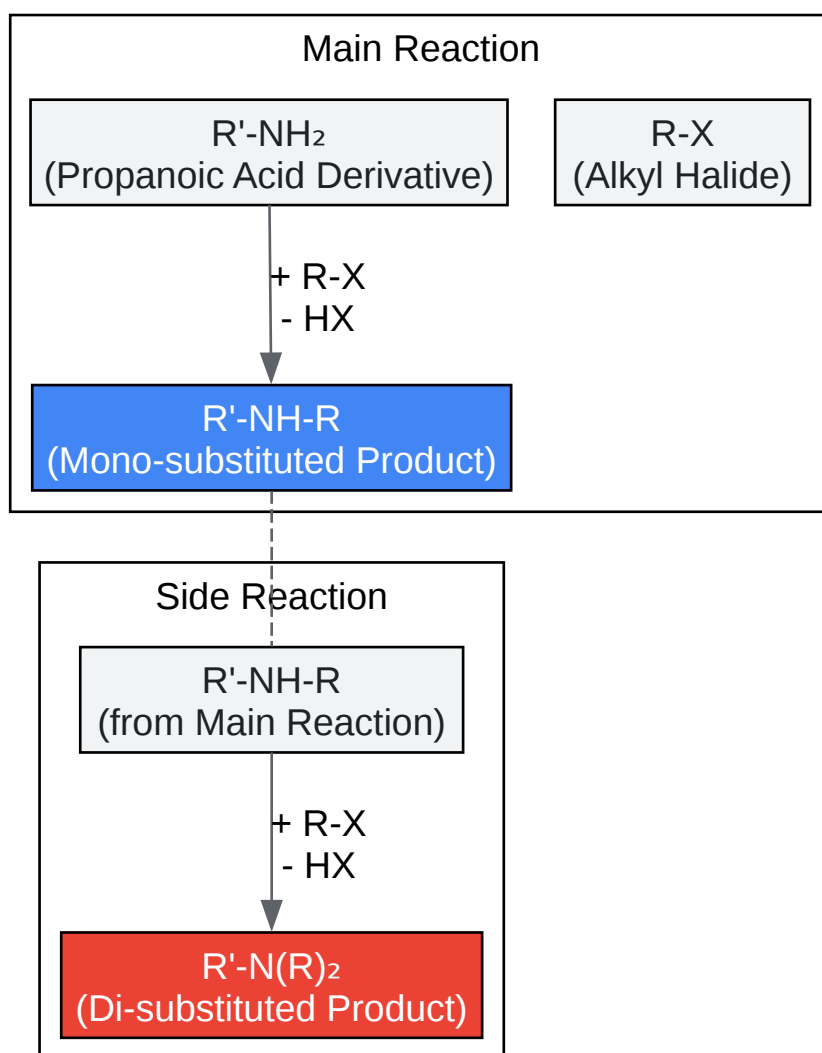 Main Reaction
R'-NH₂
(Propanoic Acid Derivative)
R-X
(Alkyl Halide)
+ R-X
- HX
R'-NH-R
(Mono-substituted Product)
Side Reaction
R'-NH-R
(from Main Reaction)
+ R-X
- HX
R'-N(R)₂
(Di-substituted Product)